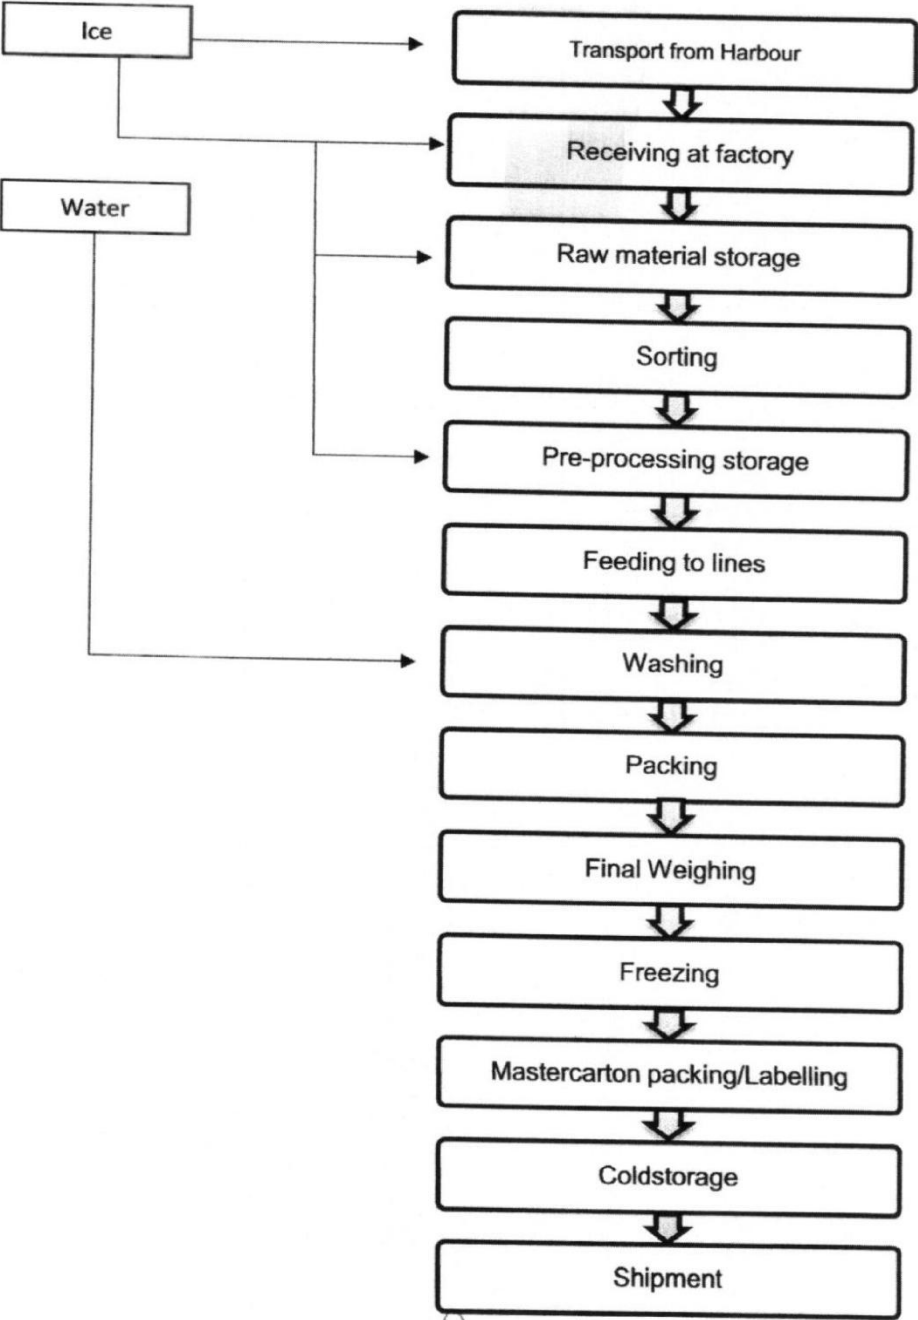 Ice
Transport from Harbour
Receiving at factory
Water
Raw material storage
Sorting
Pre-processing storage
Feeding to lines
Washing
Packing
Final Weighing
Freezing
Mastercarton packing/Labelling
Coldstorage
Shipment